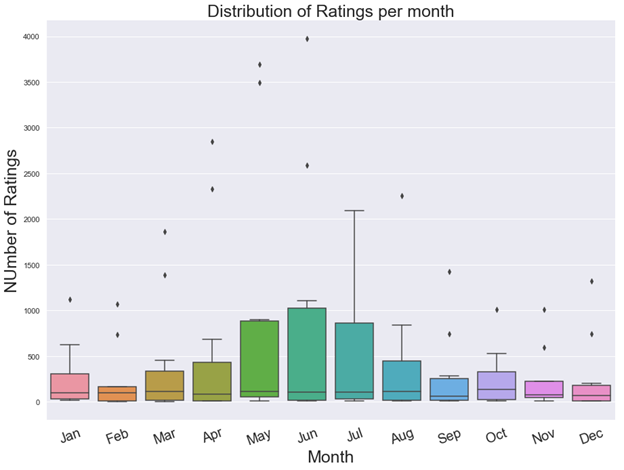 Distribution of Ratings per month
4000
3500
3000
2500
2000
1500
1000
500
0
NUmber of Ratings
Jan Feb Mar Apr May Jun Jul Aug Sep Oct Nov Dec
Month